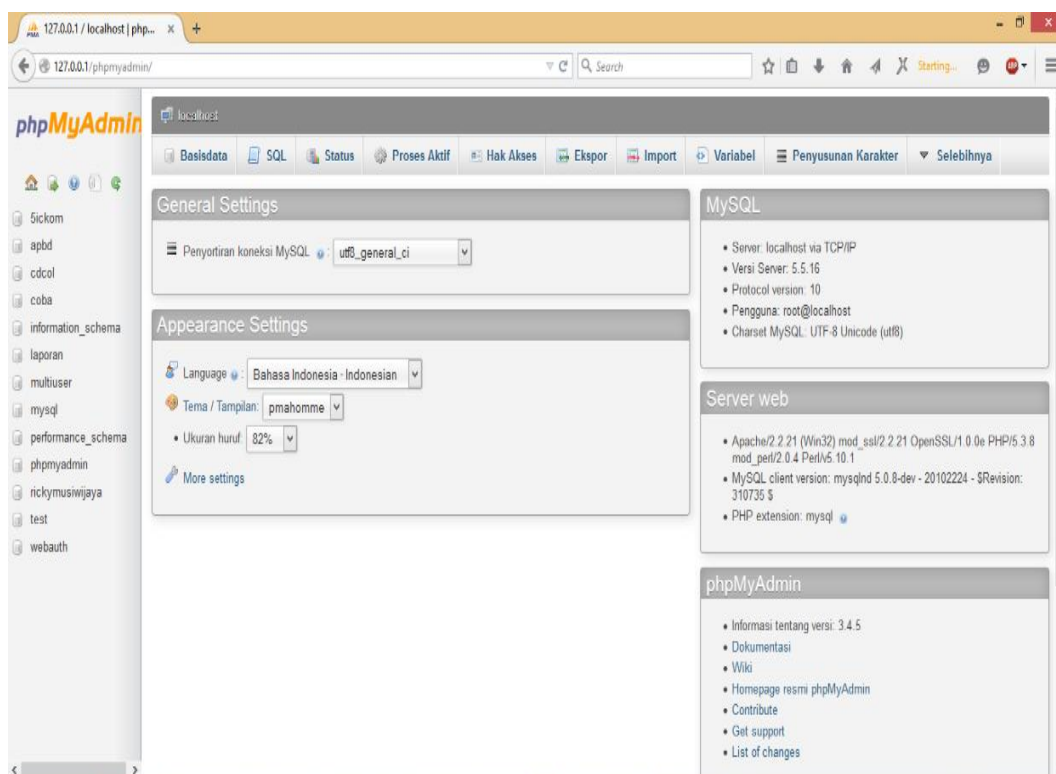 127.0.0.1 / localhost | php...
127.0.0.1/phpmyadmin/
Search
Starting...
phpMyAdmin
5ickom
apbd
cdcol
coba
information_schema
laporan
multiuser
mysql
performance_schema
phpmyadmin
rickymusiwijaya
test
webauth
localhost
Basisdata SQL Status Proses Aktif Hak Akses Ekspor Import Variabel Penyusunan Karakter Selebihnya
General Settings
Penyortiran koneksi MySQL : utf8_general_ci
Appearance Settings
Language : Bahasa Indonesia - Indonesian
Tema / Tampilan: pmahomme
• Ukuran huruf: 82%
More settings
MySQL
• Server: localhost via TCP/IP
• Versi Server: 5.5.16
• Protocol version: 10
• Pengguna: root@localhost
• Charset MySQL: UTF-8 Unicode (utf8)
Server web
• Apache/2.2.21 (Win32) mod_ssl/2.2.21 OpenSSL/1.0.0e PHP/5.3.8
mod_perl/2.0.4 Perl/v5.10.1
• MySQL client version: mysqlnd 5.0.8-dev - 20102224 - $Revision:
310735 $
• PHP extension: mysql
phpMyAdmin
• Informasi tentang versi: 3.4.5
• Dokumentasi
• Wiki
• Homepage resmi phpMyAdmin
• Contribute
• Get support
• List of changes